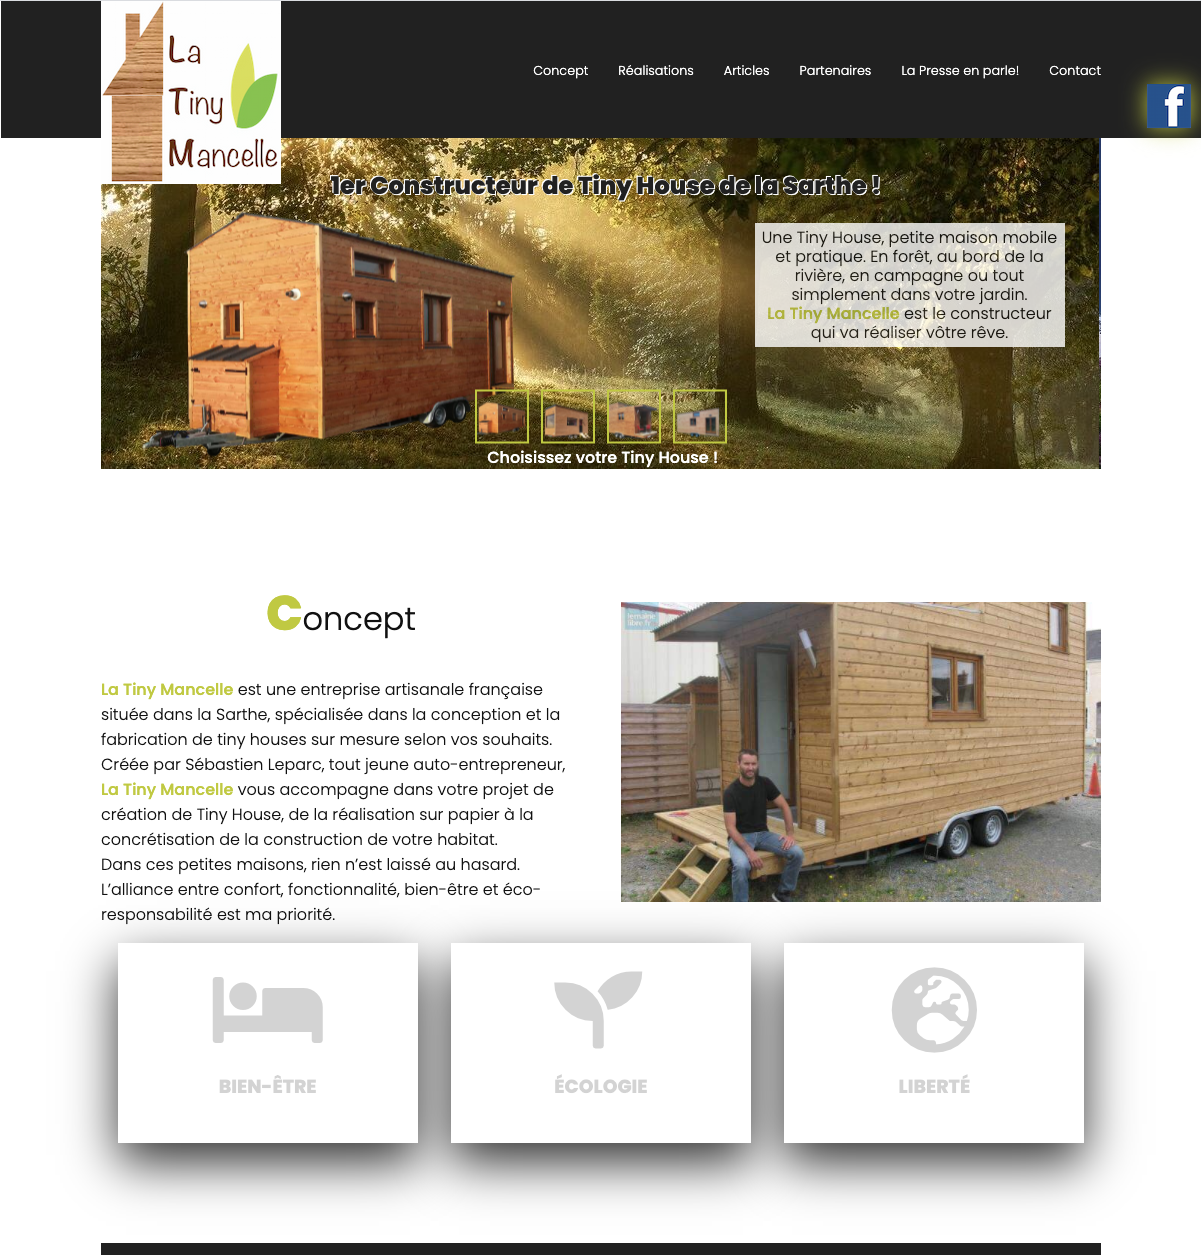 La
Tiny
Mancelle
Concept
Réalisations
Articles
Partenaires
La Presse en parle!
Contact
f
1er Constructeur de Tiny House de la Sarthe !
Une Tiny House, petite maison mobile
et pratique. En forêt, au bord de la
rivière, en campagne ou tout
simplement dans votre jardin.
La Tiny Mancelle est le constructeur
qui va réaliser vôtre rêve.
Choisissez votre Tiny House !
Concept
La Tiny Mancelle est une entreprise artisanale française
située dans la Sarthe, spécialisée dans la conception et la
fabrication de tiny houses sur mesure selon vos souhaits.
Créée par Sébastien Leparc, tout jeune auto-entrepreneur,
La Tiny Mancelle vous accompagne dans votre projet de
création de Tiny House, de la réalisation sur papier à la
concrétisation de la construction de votre habitat.
Dans ces petites maisons, rien n’est laissé au hasard.
L’alliance entre confort, fonctionnalité, bien-être et éco-
responsabilité est ma priorité.
le maine
libre.fr
BIEN-ÊTRE
ÉCOLOGIE
LIBERTÉ